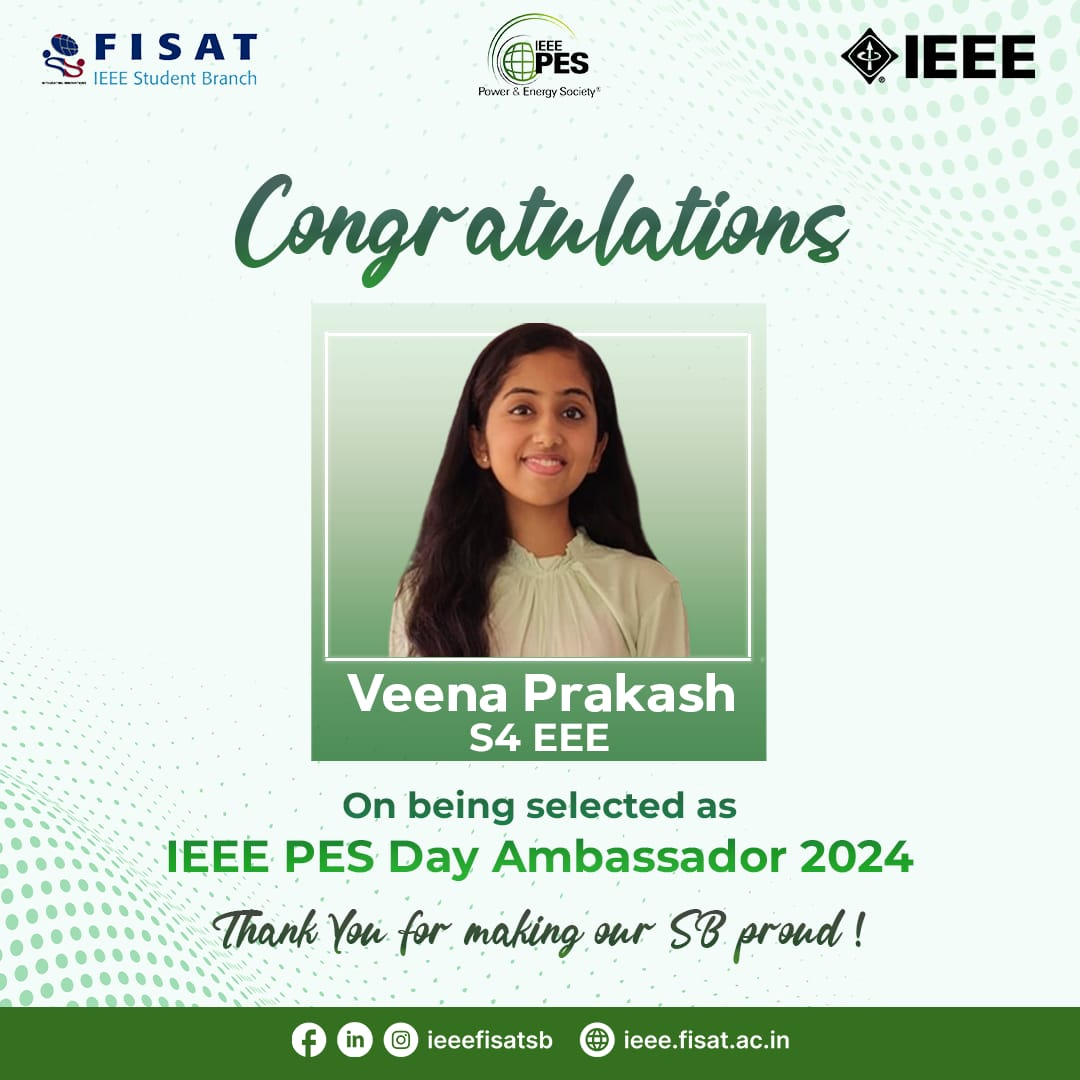 FISAT
IEEE Student Branch
IEEE
PES
Power & Energy Society®
IEEE
Congratulations
Veena Prakash
S4 EEE
On being selected as
IEEE PES Day Ambassador 2024
Thank You for making our SB proud !
ieeefisatsb ieee.fisat.ac.in